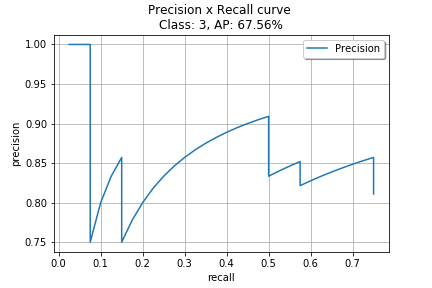 Precision x Recall curve
Class: 3, AP: 67.56%
Precision
1.00
0.95
0.90
0.85
0.80
0.75
precision
0.0 0.1 0.2 0.3 0.4 0.5 0.6 0.7
recall